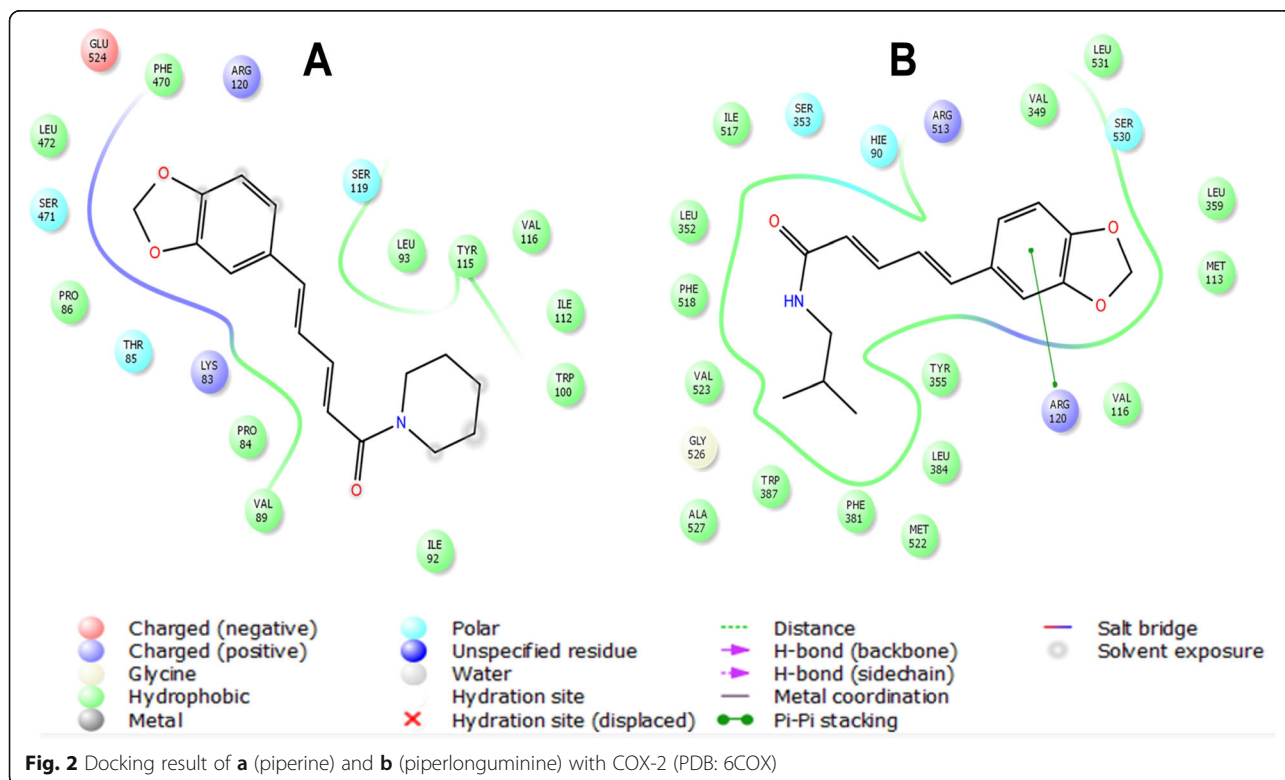 A
GLU
524
PHE
470
ARG
120
LEU
472
SER
471
SER
119
LEU
93
TYR
115
VAL
116
PRO
86
ILE
112
THR
85
LYS
83
TRP
100
PRO
84
VAL
89
ILE
92
O
O
N
O
B
LEU
531
SER
353
ARG
513
VAL
349
ILE
517
HIE
90
SER
530
LEU
352
LEU
359
PHE
518
MET
113
VAL
523
TYR
355
ARG
120
VAL
116
GLY
526
TRP
387
LEU
384
ALA
527
PHE
381
MET
522
O
HN
O
O
Charged (negative)
Charged (positive)
Glycine
Hydrophobic
Metal
Polar
Unspecified residue
Water
Hydration site
Hydration site (displaced)
Distance
H-bond (backbone)
H-bond (sidechain)
Metal coordination
Pi-Pi stacking
Salt bridge
Solvent exposure
Fig. 2 Docking result of a (piperine) and b (piperlonguminine) with COX-2 (PDB: 6COX)